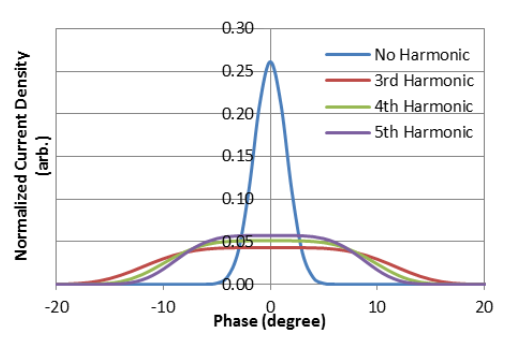 0.30
0.25
0.20
0.15
0.10
0.05
0.00
Normalized Current Density
(arb.)
No Harmonic
3rd Harmonic
4th Harmonic
5th Harmonic
-20 -10 0 10 20
Phase (degree)